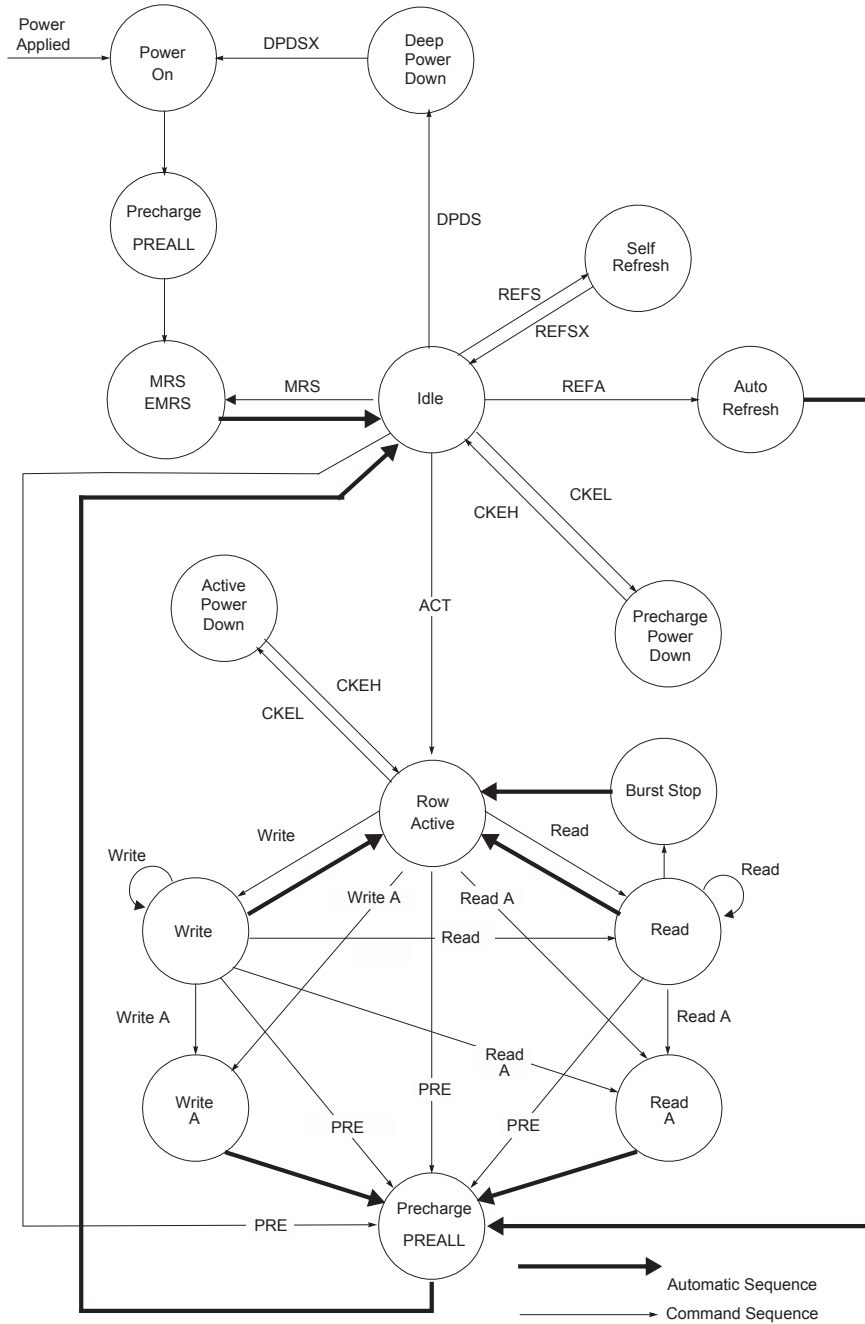 Power
Applied
Power
On
DPDSX
Deep
Power
Down
Precharge
PREALL
DPDS
Self
Refresh
REFS
REFSX
MRS
EMRS
MRS
Idle
REFA
Auto
Refresh
CKEL
CKEH
Active
Power
Down
ACT
Precharge
Power
Down
CKEH
CKEL
Row
Active
Burst Stop
Write
Read
Write
Read
Write A
Read A
Write
Read
Read
Write A
Read A
Read
A
Write
A
PRE
Read
A
PRE
PRE
Precharge
PREALL
PRE
Automatic Sequence
Command Sequence